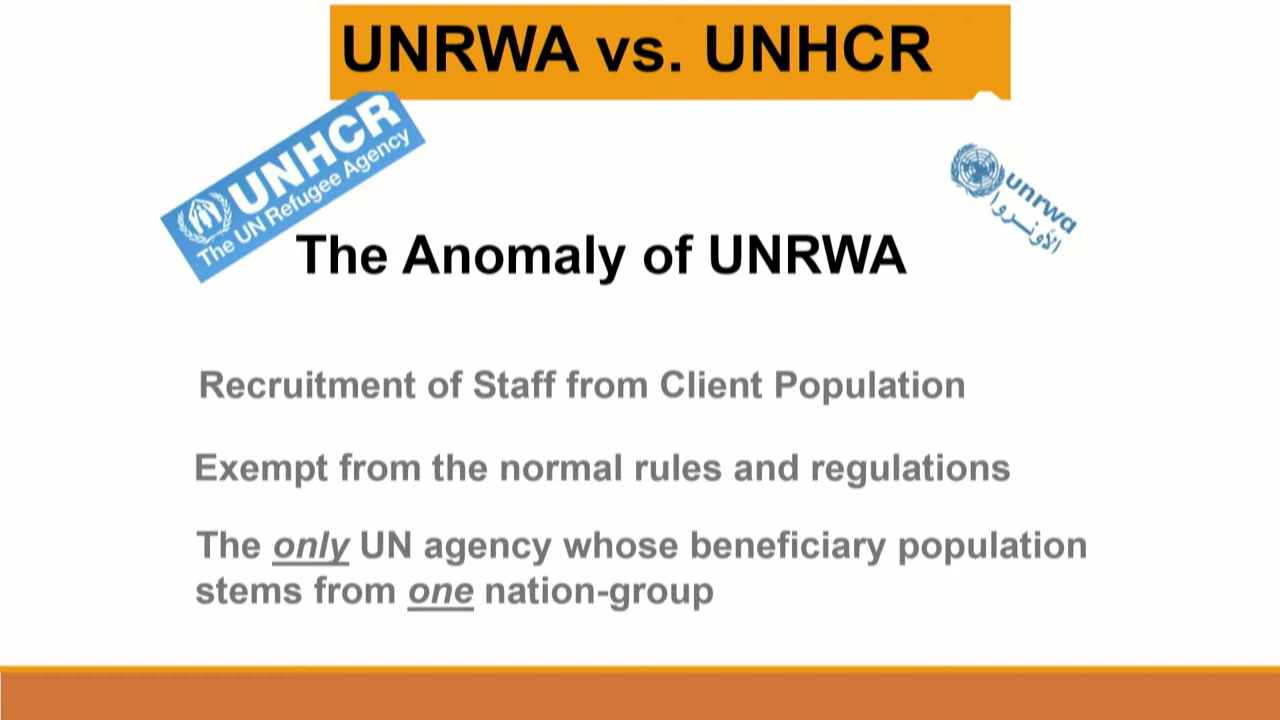 UNRWA vs. UNHCR
UNHCR
The UN Refugee Agency
unrwa
الأونروا
The Anomaly of UNRWA
Recruitment of Staff from Client Population
Exempt from the normal rules and regulations
The only UN agency whose beneficiary population
stems from one nation-group